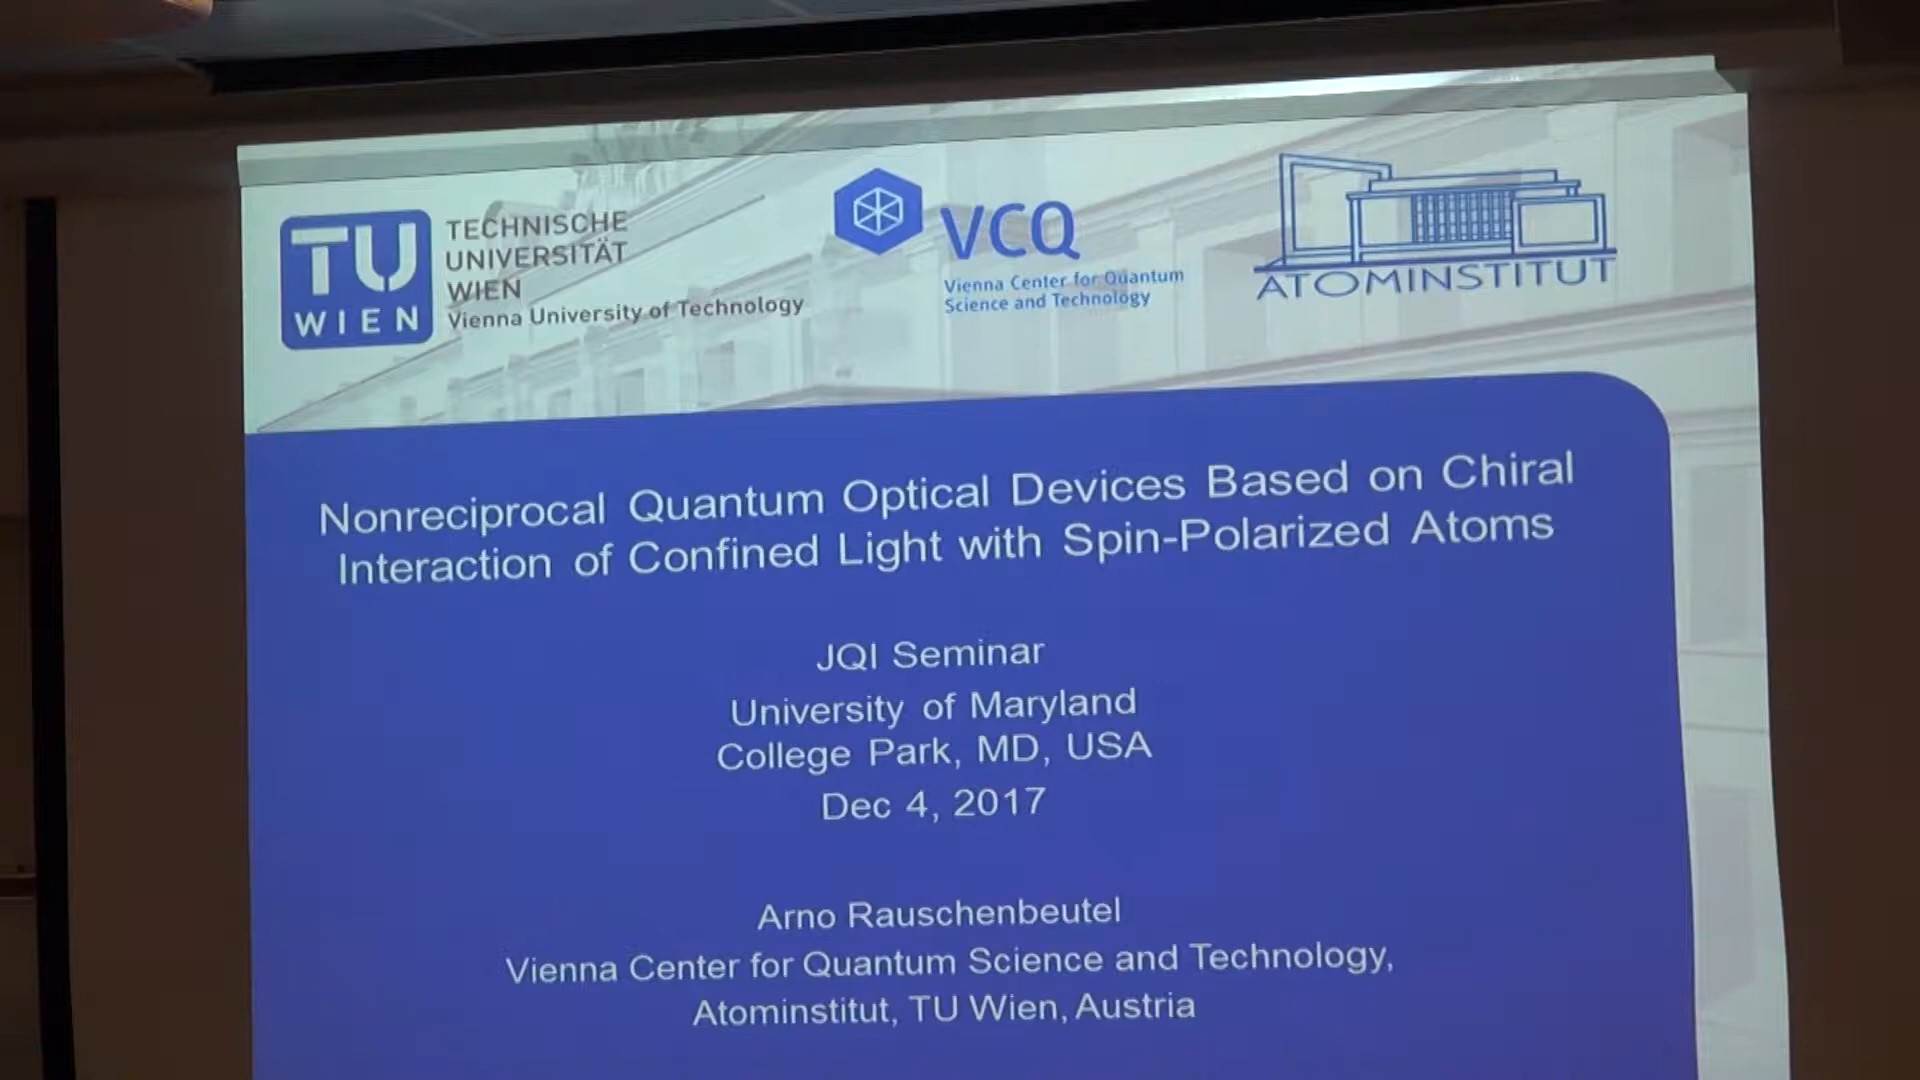 TU
WIEN
TECHNISCHE
UNIVERSITÄT
WIEN
Vienna University of Technology
VCQ
Vienna Center for Quantum
Science and Technology
ATOMINSTITUT
Nonreciprocal Quantum Optical Devices Based on Chiral
Interaction of Confined Light with Spin-Polarized Atoms
JQI Seminar
University of Maryland
College Park, MD, USA
Dec 4, 2017
Arno Rauschenbeutel
Vienna Center for Quantum Science and Technology,
Atominstitut, TU Wien, Austria